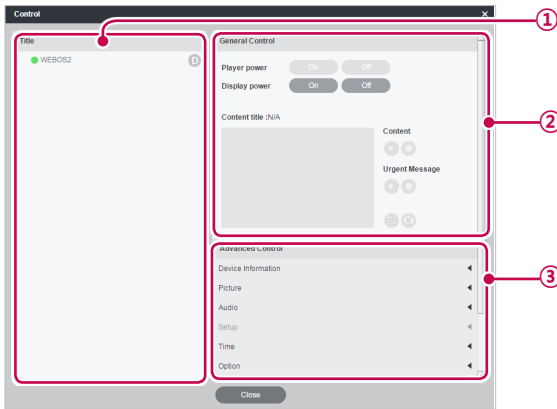 Control
×
①
Title
WEBOS2
D
General Control
Player power On Off
Display power On Off
②
Content title :N/A
Content
Urgent Message
Advanced Control
③
Device Information
Picture
Audio
Setup
Time
Option
Close